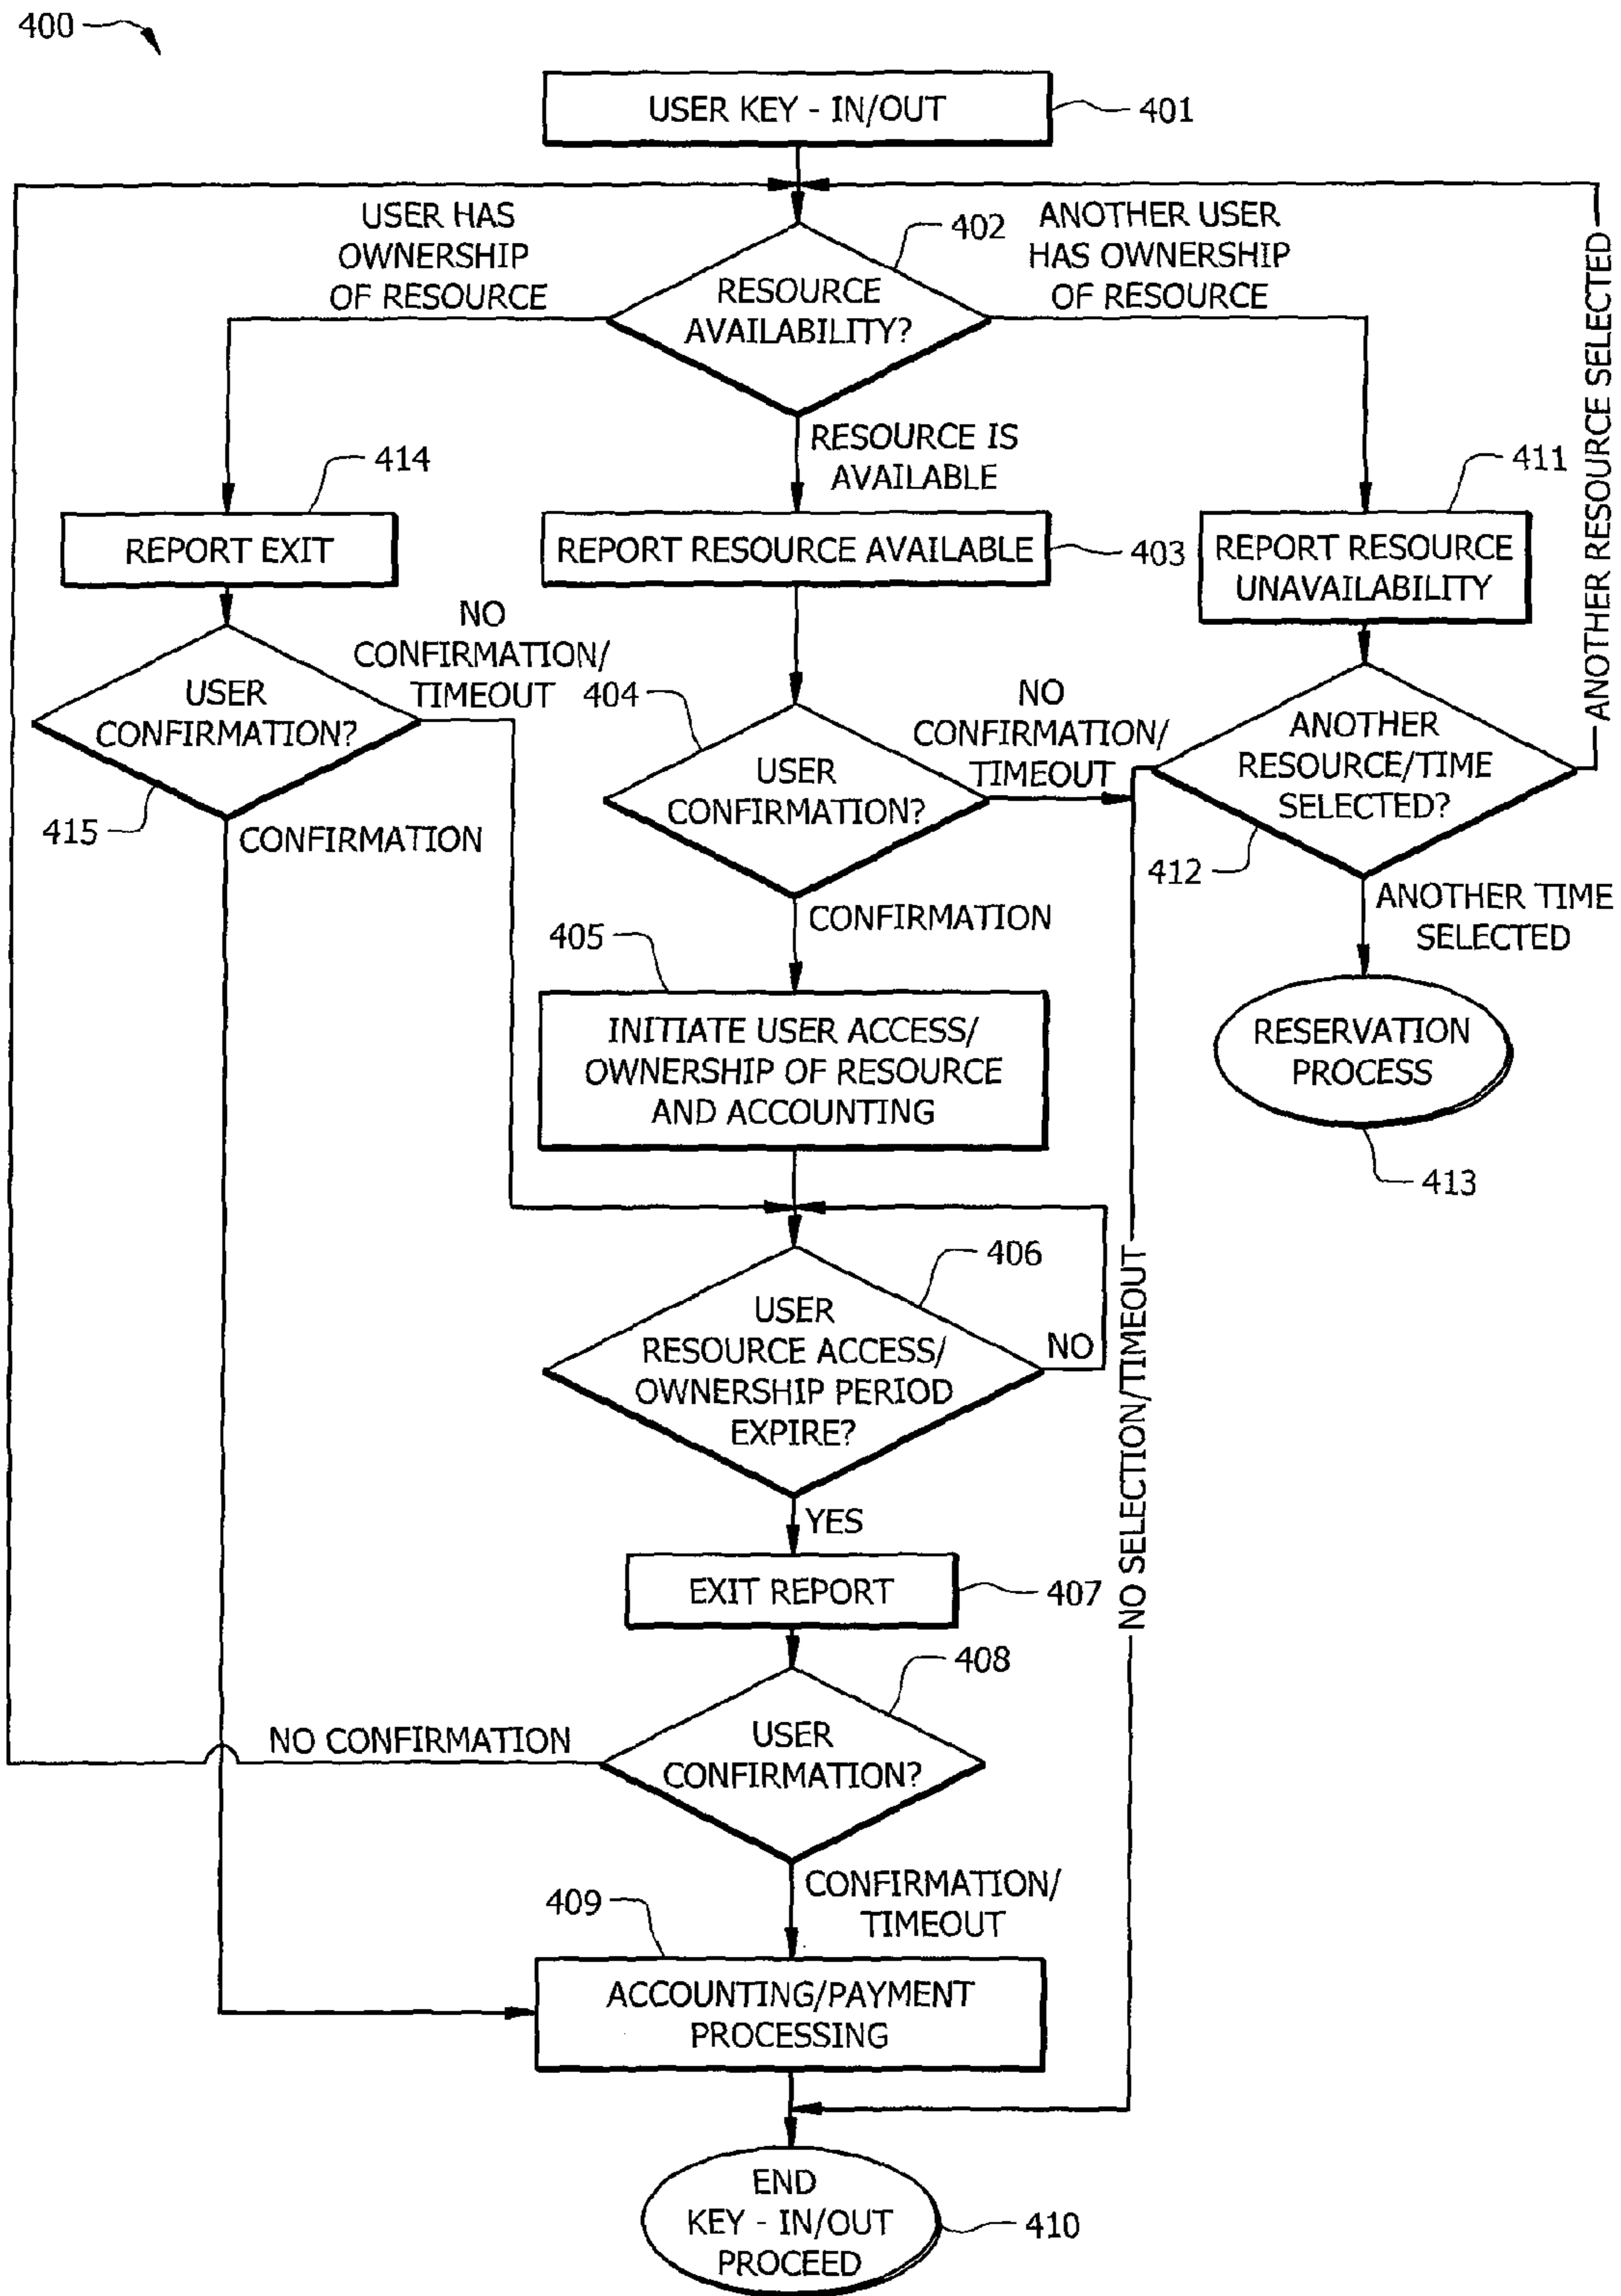 400
USER KEY - IN/OUT
401
USER HAS
OWNERSHIP
OF RESOURCE
402
RESOURCE
AVAILABILITY?
ANOTHER USER
HAS OWNERSHIP
OF RESOURCE
ANOTHER RESOURCE SELECTED
RESOURCE IS
AVAILABLE
414
REPORT EXIT
REPORT RESOURCE AVAILABLE
403
411
REPORT RESOURCE
UNAVAILABILITY
NO
CONFIRMATION/
TIMEOUT
USER
CONFIRMATION?
415
CONFIRMATION
404
USER
CONFIRMATION?
NO
CONFIRMATION/
TIMEOUT
ANOTHER
RESOURCE/TIME
SELECTED?
412
ANOTHER TIME
SELECTED
CONFIRMATION
405
INITIATE USER ACCESS/
OWNERSHIP OF RESOURCE
AND ACCOUNTING
RESERVATION
PROCESS
413
406
USER
RESOURCE ACCESS/
OWNERSHIP PERIOD
EXPIRE?
NO
NO SELECTION/TIMEOUT
YES
EXIT REPORT
407
408
USER
CONFIRMATION?
NO CONFIRMATION
CONFIRMATION/
TIMEOUT
409
ACCOUNTING/PAYMENT
PROCESSING
END
KEY - IN/OUT
PROCEED
410